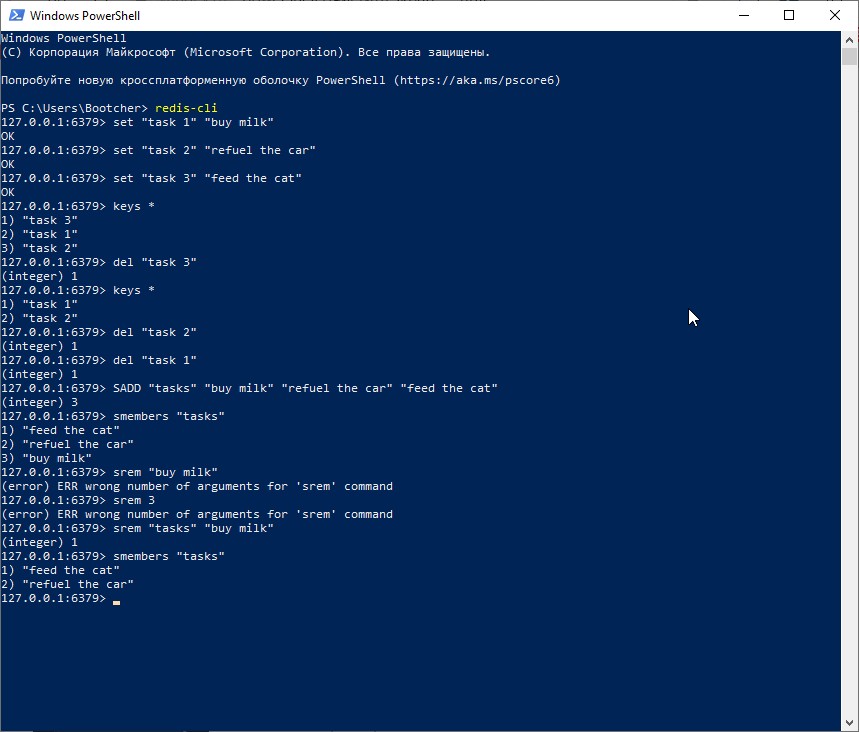 Windows PowerShell
Windows PowerShell
(C) Корпорация Майкрософт (Microsoft Corporation). Все права защищены.
Попробуйте новую кроссплатформенную оболочку PowerShell (https://aka.ms/pscore6)
PS C:\Users\Bootcher> redis-cli
127.0.0.1:6379> set "task 1" "buy milk"
OK
127.0.0.1:6379> set "task 2" "refuel the car"
OK
127.0.0.1:6379> set "task 3" "feed the cat"
OK
127.0.0.1:6379> keys *
1) "task 3"
2) "task 1"
3) "task 2"
127.0.0.1:6379> del "task 3"
(integer) 1
127.0.0.1:6379> keys *
1) "task 1"
2) "task 2"
127.0.0.1:6379> del "task 2"
(integer) 1
127.0.0.1:6379> del "task 1"
(integer) 1
127.0.0.1:6379> SADD "tasks" "buy milk" "refuel the car" "feed the cat"
(integer) 3
127.0.0.1:6379> smembers "tasks"
1) "feed the cat"
2) "refuel the car"
3) "buy milk"
127.0.0.1:6379> srem "buy milk"
(error) ERR wrong number of arguments for 'srem' command
127.0.0.1:6379> srem 3
(error) ERR wrong number of arguments for 'srem' command
127.0.0.1:6379> srem "tasks" "buy milk"
(integer) 1
127.0.0.1:6379> smembers "tasks"
1) "feed the cat"
2) "refuel the car"
127.0.0.1:6379>